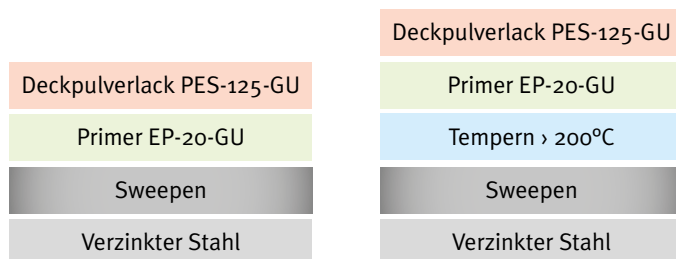 Deckpulverlack PES-125-GU
Primer EP-20-GU
Sweepen
Verzinkter Stahl
Deckpulverlack PES-125-GU
Primer EP-20-GU
Tempern › 200°C
Sweepen
Verzinkter Stahl